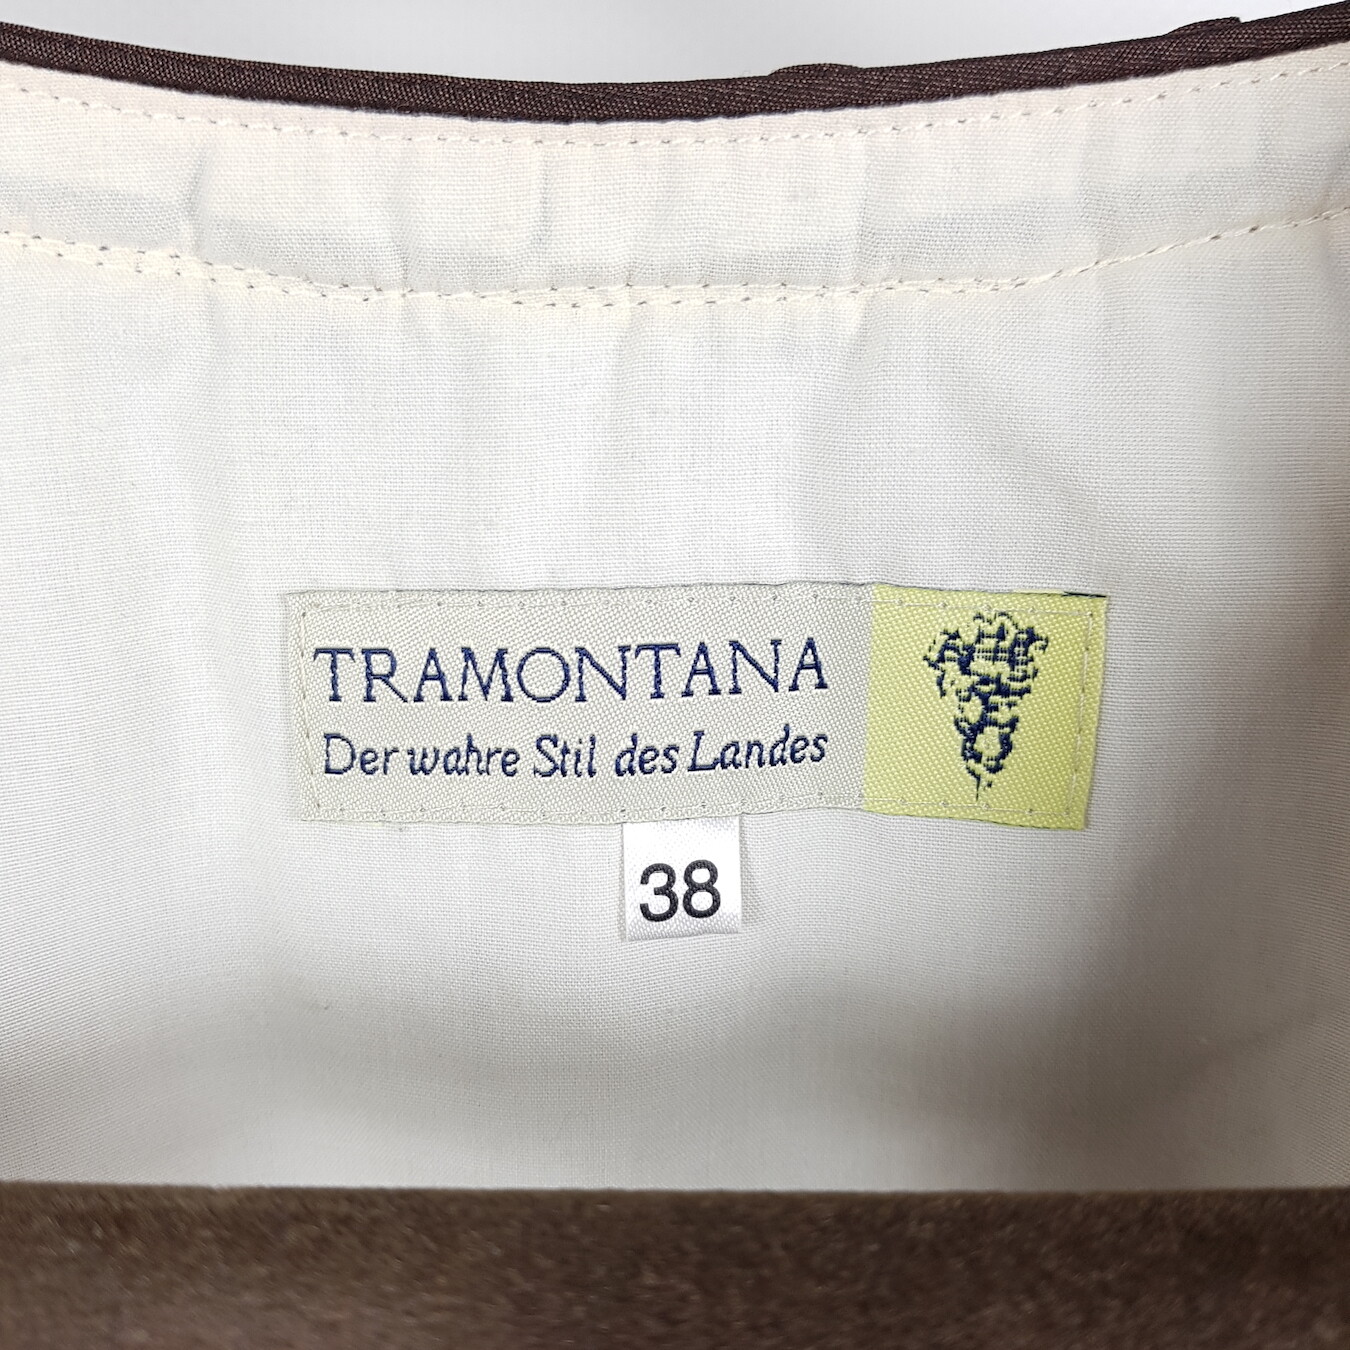 TRAMONTANA
Der wahre Stil des Landes
38